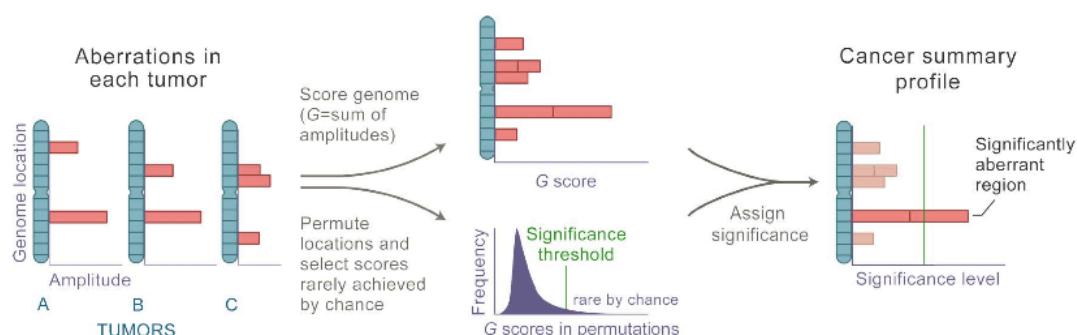 Aberrations in
each tumor
Genome location
Amplitude
A
B
C
TUMORS
Score genome
(G=sum of
amplitudes)
Permute
locations and
select scores
rarely achieved
by chance
G score
Frequency
Significance
threshold
rare by chance
G scores in permutations
Assign
significance
Cancer summary
profile
Significantly
aberrant
region
Significance level